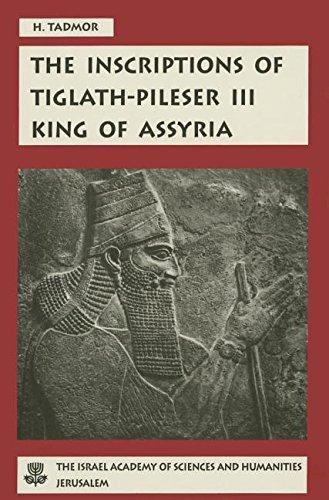 H. TADMOR
THE INSCRIPTIONS OF
TIGLATH-PILESER III
KING OF ASSYRIA
THE ISRAEL ACADEMY OF SCIENCES AND HUMANITIES
JERUSALEM